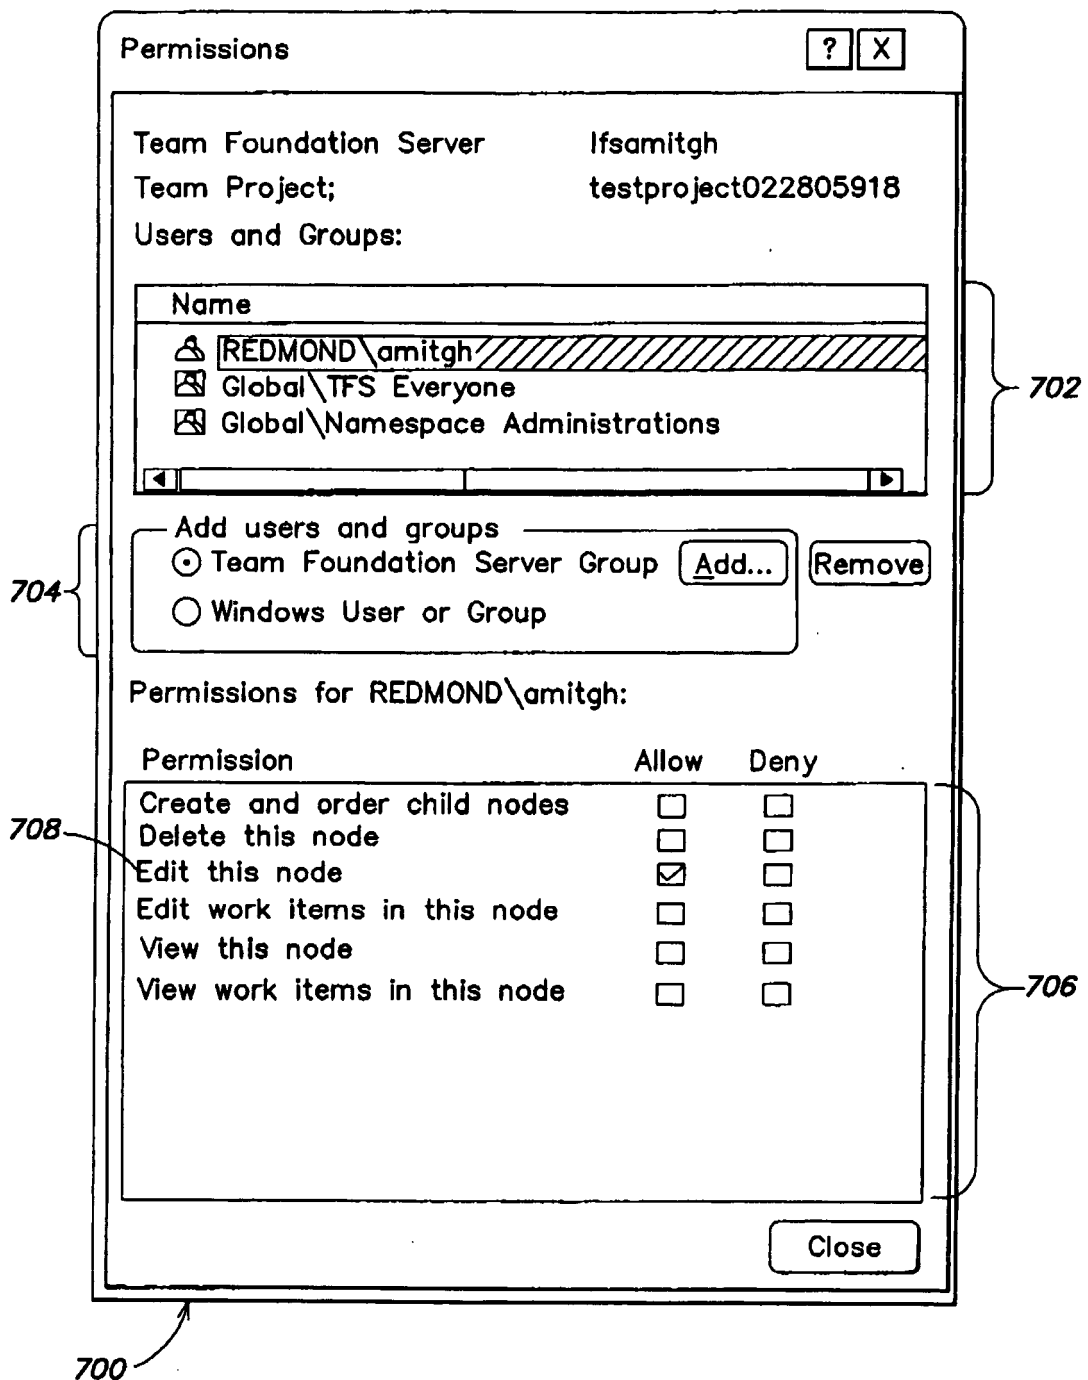 Permissions ? X
Team Foundation Server lfsamitgh
Team Project; testproject022805918
Users and Groups:
Name
REDMOND\amitgh
Global\TFS Everyone
Global\Namespace Administrations
702
Add users and groups
Team Foundation Server Group Add... Remove
704
Windows User or Group
Permissions for REDMOND\amitgh:
Permission Allow Deny
Create and order child nodes
708
Delete this node
Edit this node
Edit work items in this node
View this node
View work items in this node
706
Close
700